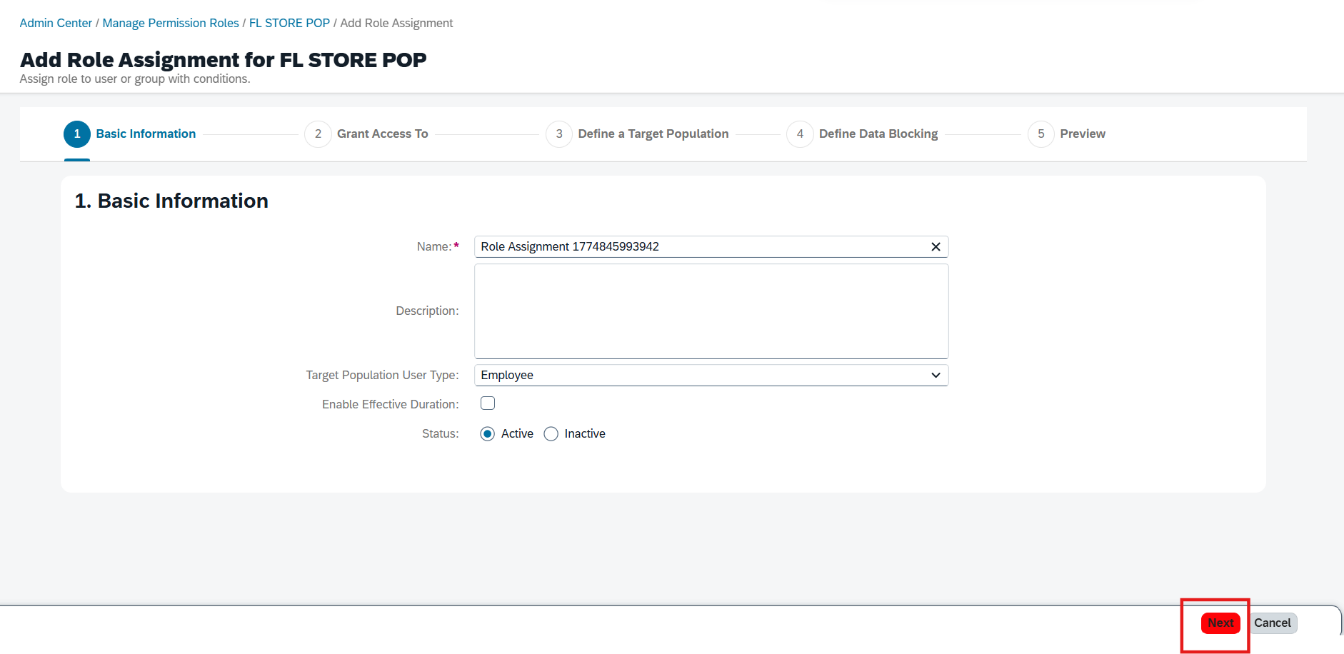 Admin Center / Manage Permission Roles / FL STORE POP / Add Role Assignment
Add Role Assignment for FL STORE POP
Assign role to user or group with conditions.
1 Basic Information 2 Grant Access To 3 Define a Target Population 4 Define Data Blocking 5 Preview
1. Basic Information
Name:* Role Assignment 1774845993942
Description:
Target Population User Type: Employee
Enable Effective Duration:
Status: Active Inactive
Next Cancel